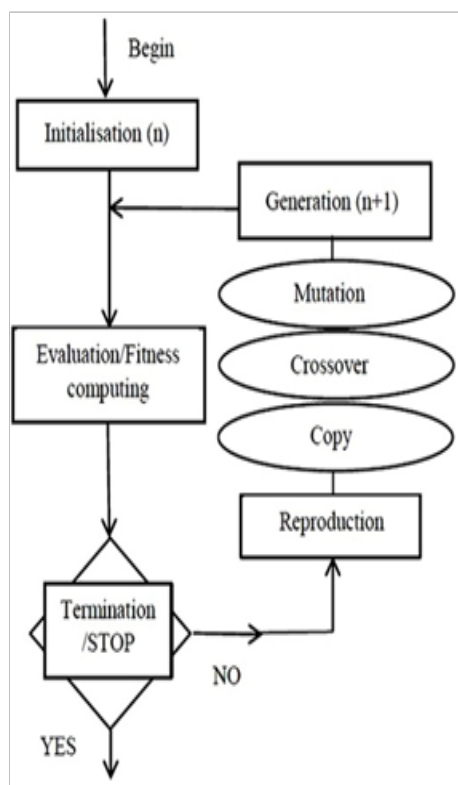 Begin
Initialisation (n)
Generation (n+1)
Mutation
Evaluation/Fitness
computing
Crossover
Copy
Reproduction
Termination
/STOP
NO
YES